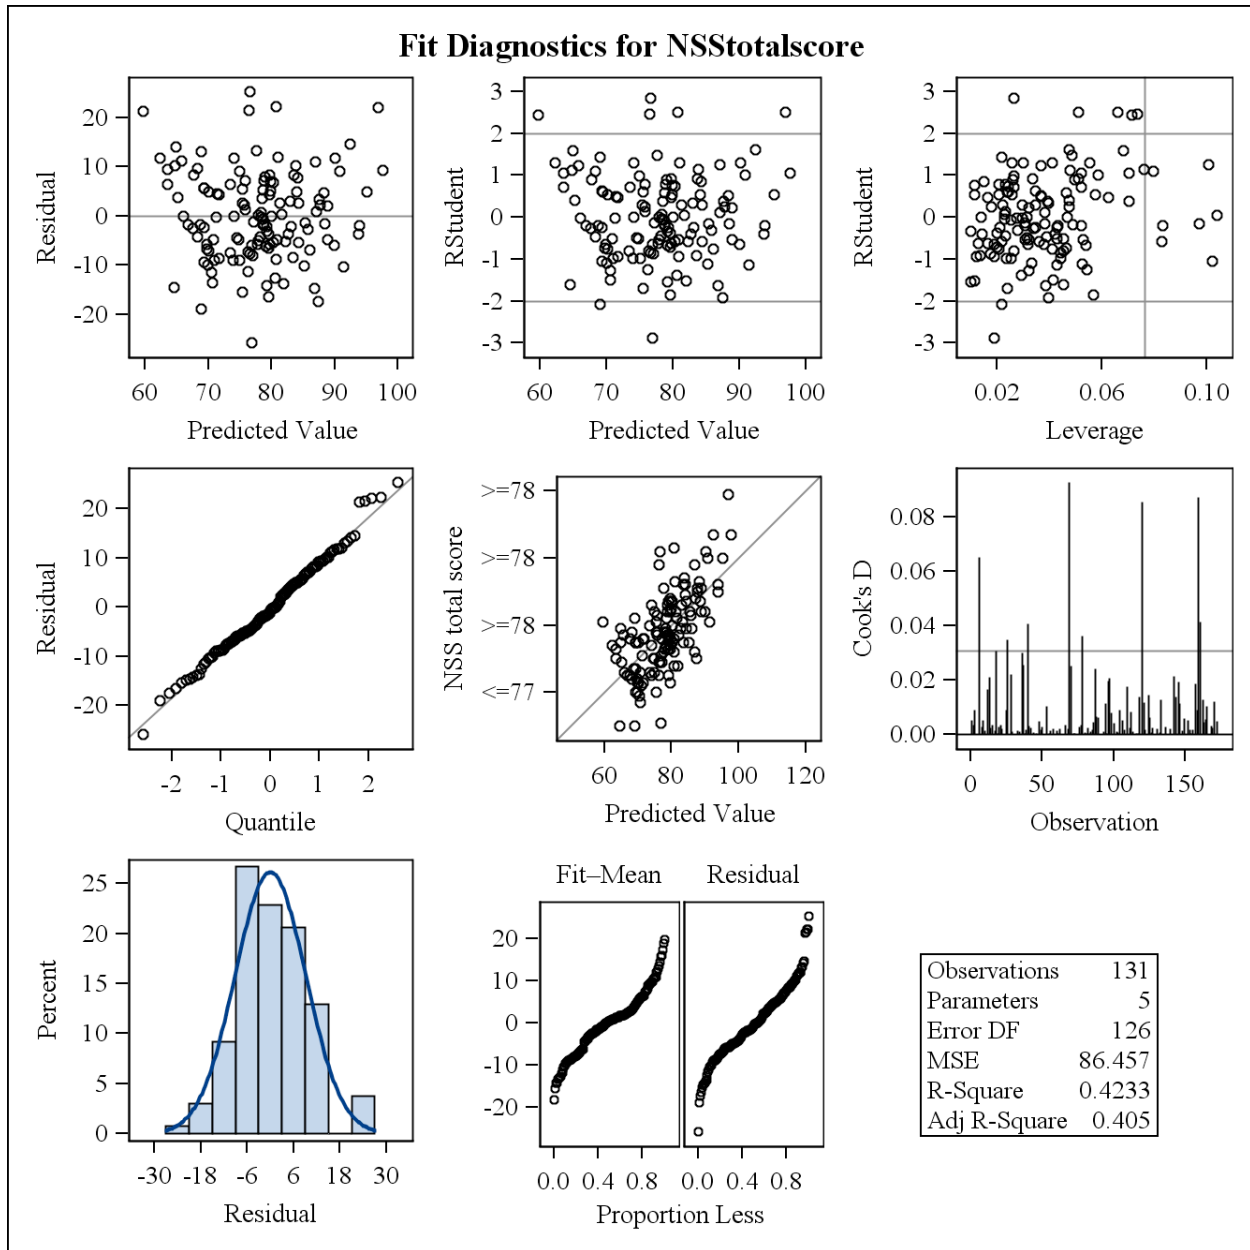 Fit Diagnostics for NSStotalscore
20
10
0
-10
-20
Residual
60 70 80 90 100
Predicted Value
3
2
1
0
-1
-2
-3
RStudent
60 70 80 90 100
Predicted Value
3
2
1
0
-1
-2
-3
RStudent
0.02 0.06 0.10
Leverage
20
10
0
-10
-20
Residual
-2 -1 0 1 2
Quantile
>=78
>=78
>=78
<=77
NSS total score
60 80 100 120
Predicted Value
0.08
0.06
0.04
0.02
0.00
Cook's D
0 50 100 150
Observation
25
20
15
10
5
0
Percent
-30 -18 -6 6 18 30
Residual
Fit–Mean Residual
20
10
0
-10
-20
0.0 0.4 0.8 0.0 0.4 0.8
Proportion Less
Observations 131
Parameters 5
Error DF 126
MSE 86.457
R-Square 0.4233
Adj R-Square 0.405